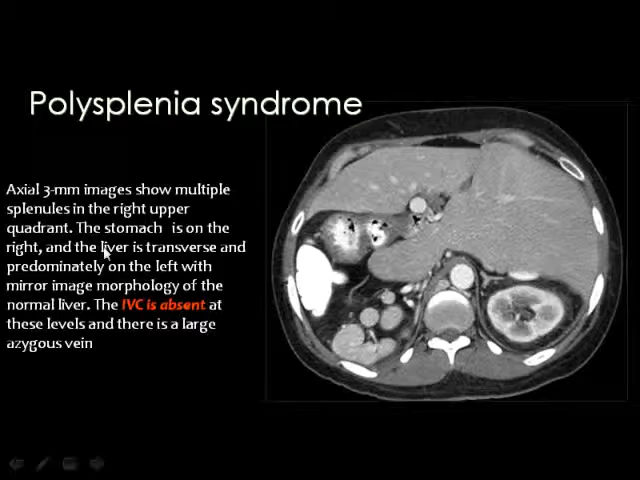 Polysplenia syndrome
Axial 3-mm images show multiple
splenules in the right upper
quadrant. The stomach is on the
right, and the liver is transverse and
predominately on the left with
mirror image morphology of the
normal liver. The IVC is absent at
these levels and there is a large
azygous vein